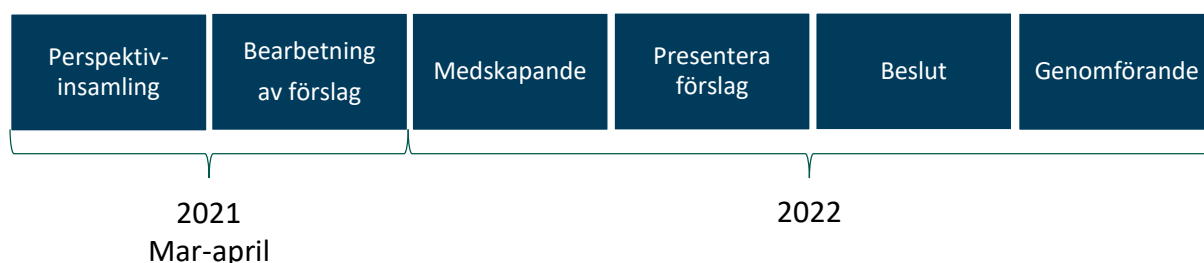 Perspektiv-
insamling
Bearbetning
av förslag
Medskapande
Presentera
förslag
Beslut
Genomförande
2021
Mar-april
2022